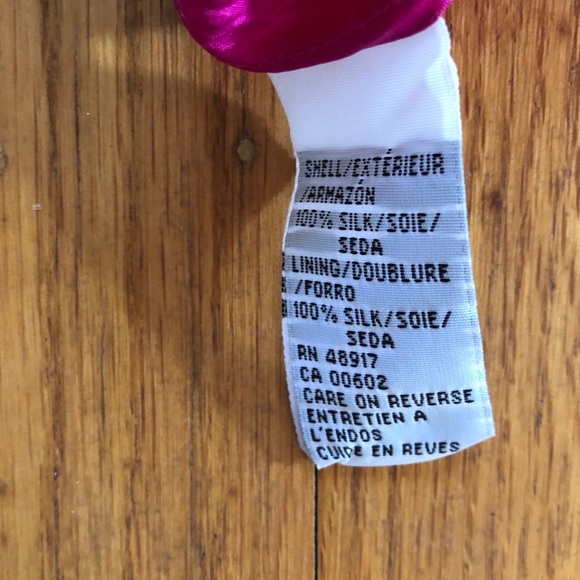 SHELL/EXTÉRIEUR
/ARMAZÓN
100% SILK/SOIE/
SEDA
LINING/DOUBLURE
/FORRO
100% SILK/SOIE/
SEDA
RN 48917
CA 00602
CARE ON REVERSE
ENTRETIEN A
L'ENDOS
CUIDE EN REVES